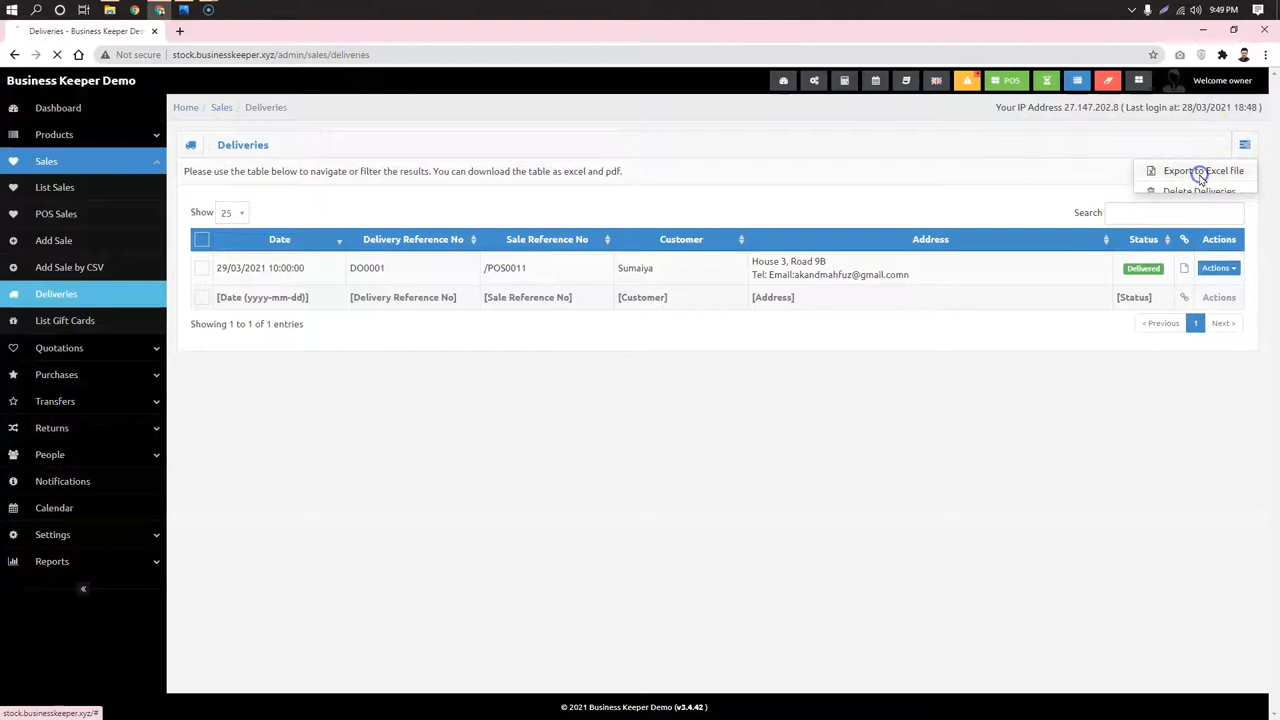 9:49 PM
Deliveries - Business Keeper De
Not secure stock.businesskeeper.xyz/admin/sales/deliveries
Business Keeper Demo
POS
Welcome owner
Dashboard
Products
Sales
List Sales
POS Sales
Add Sale
Add Sale by CSV
Deliveries
List Gift Cards
Quotations
Purchases
Transfers
Returns
People
Notifications
Calendar
Settings
Reports
Home / Sales / Deliveries
Your IP Address 27.147.202.8 ( Last login at: 28/03/2021 18:48 )
Deliveries
Please use the table below to navigate or filter the results. You can download the table as excel and pdf.
Export to Excel file
Delete Deliveries
Show 25
Search
Date Delivery Reference No Sale Reference No Customer Address Status Actions
29/03/2021 10:00:00 DO0001 /POS0011 Sumaiya House 3, Road 9B Delivered Actions
Tel: Email:akandmahfuz@gmail.comn
[Date (yyyy-mm-dd)] [Delivery Reference No] [Sale Reference No] [Customer] [Address] [Status] Actions
Showing 1 to 1 of 1 entries
< Previous 1 Next >
© 2021 Business Keeper Demo (v3.4.42 )
stock.businesskeeper.xyz/#